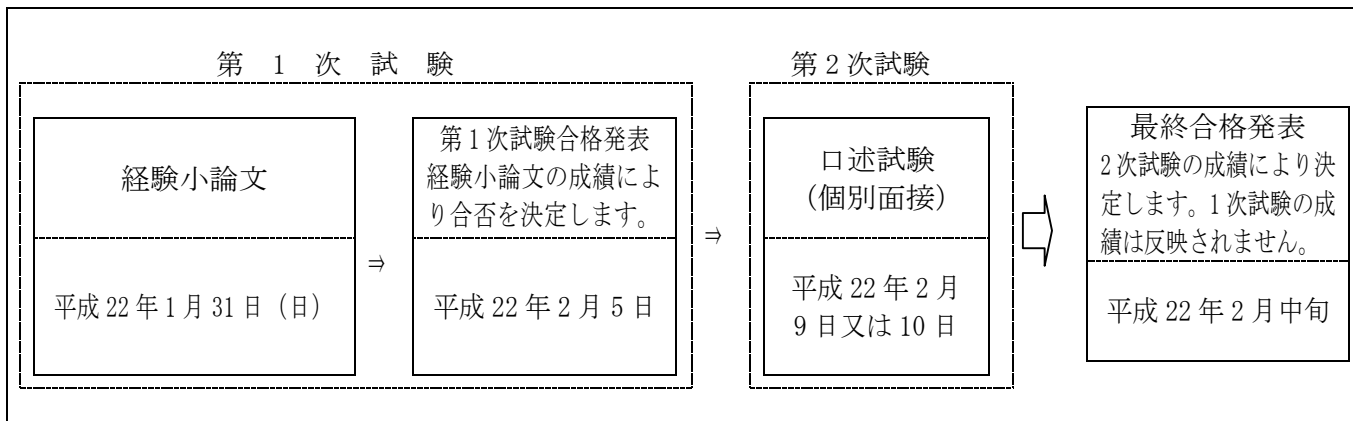 第 1 次 試 験
経験小論文
平成 22 年 1 月 31 日（日）
⇒
第 1 次試験合格発表
経験小論文の成績によ
り合否を決定します。
平成 22 年 2 月 5 日
⇒
第 2 次試験
口述試験
(個別面接)
平成 22 年 2 月
9 日又は 10 日
最終合格発表
2 次試験の成績により決
定します。1 次試験の成
績は反映されません。
平成 22 年 2 月中旬